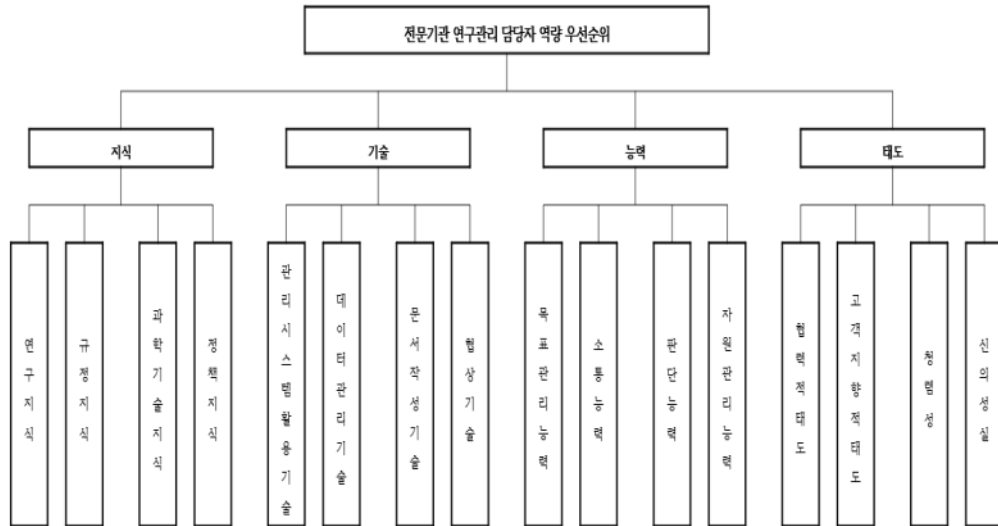 전문기관 연구관리 담당자 역량 우선순위
지식
기술
능력
태도
연구지식
규정지식
과학기술지식
정책지식
관리시스템활용기술
데이터관리기술
문서작성기술
협상기술
목표관리능력
소통능력
판단능력
자원관리능력
협력적태도
고객지향적태도
청렴성
신의성실